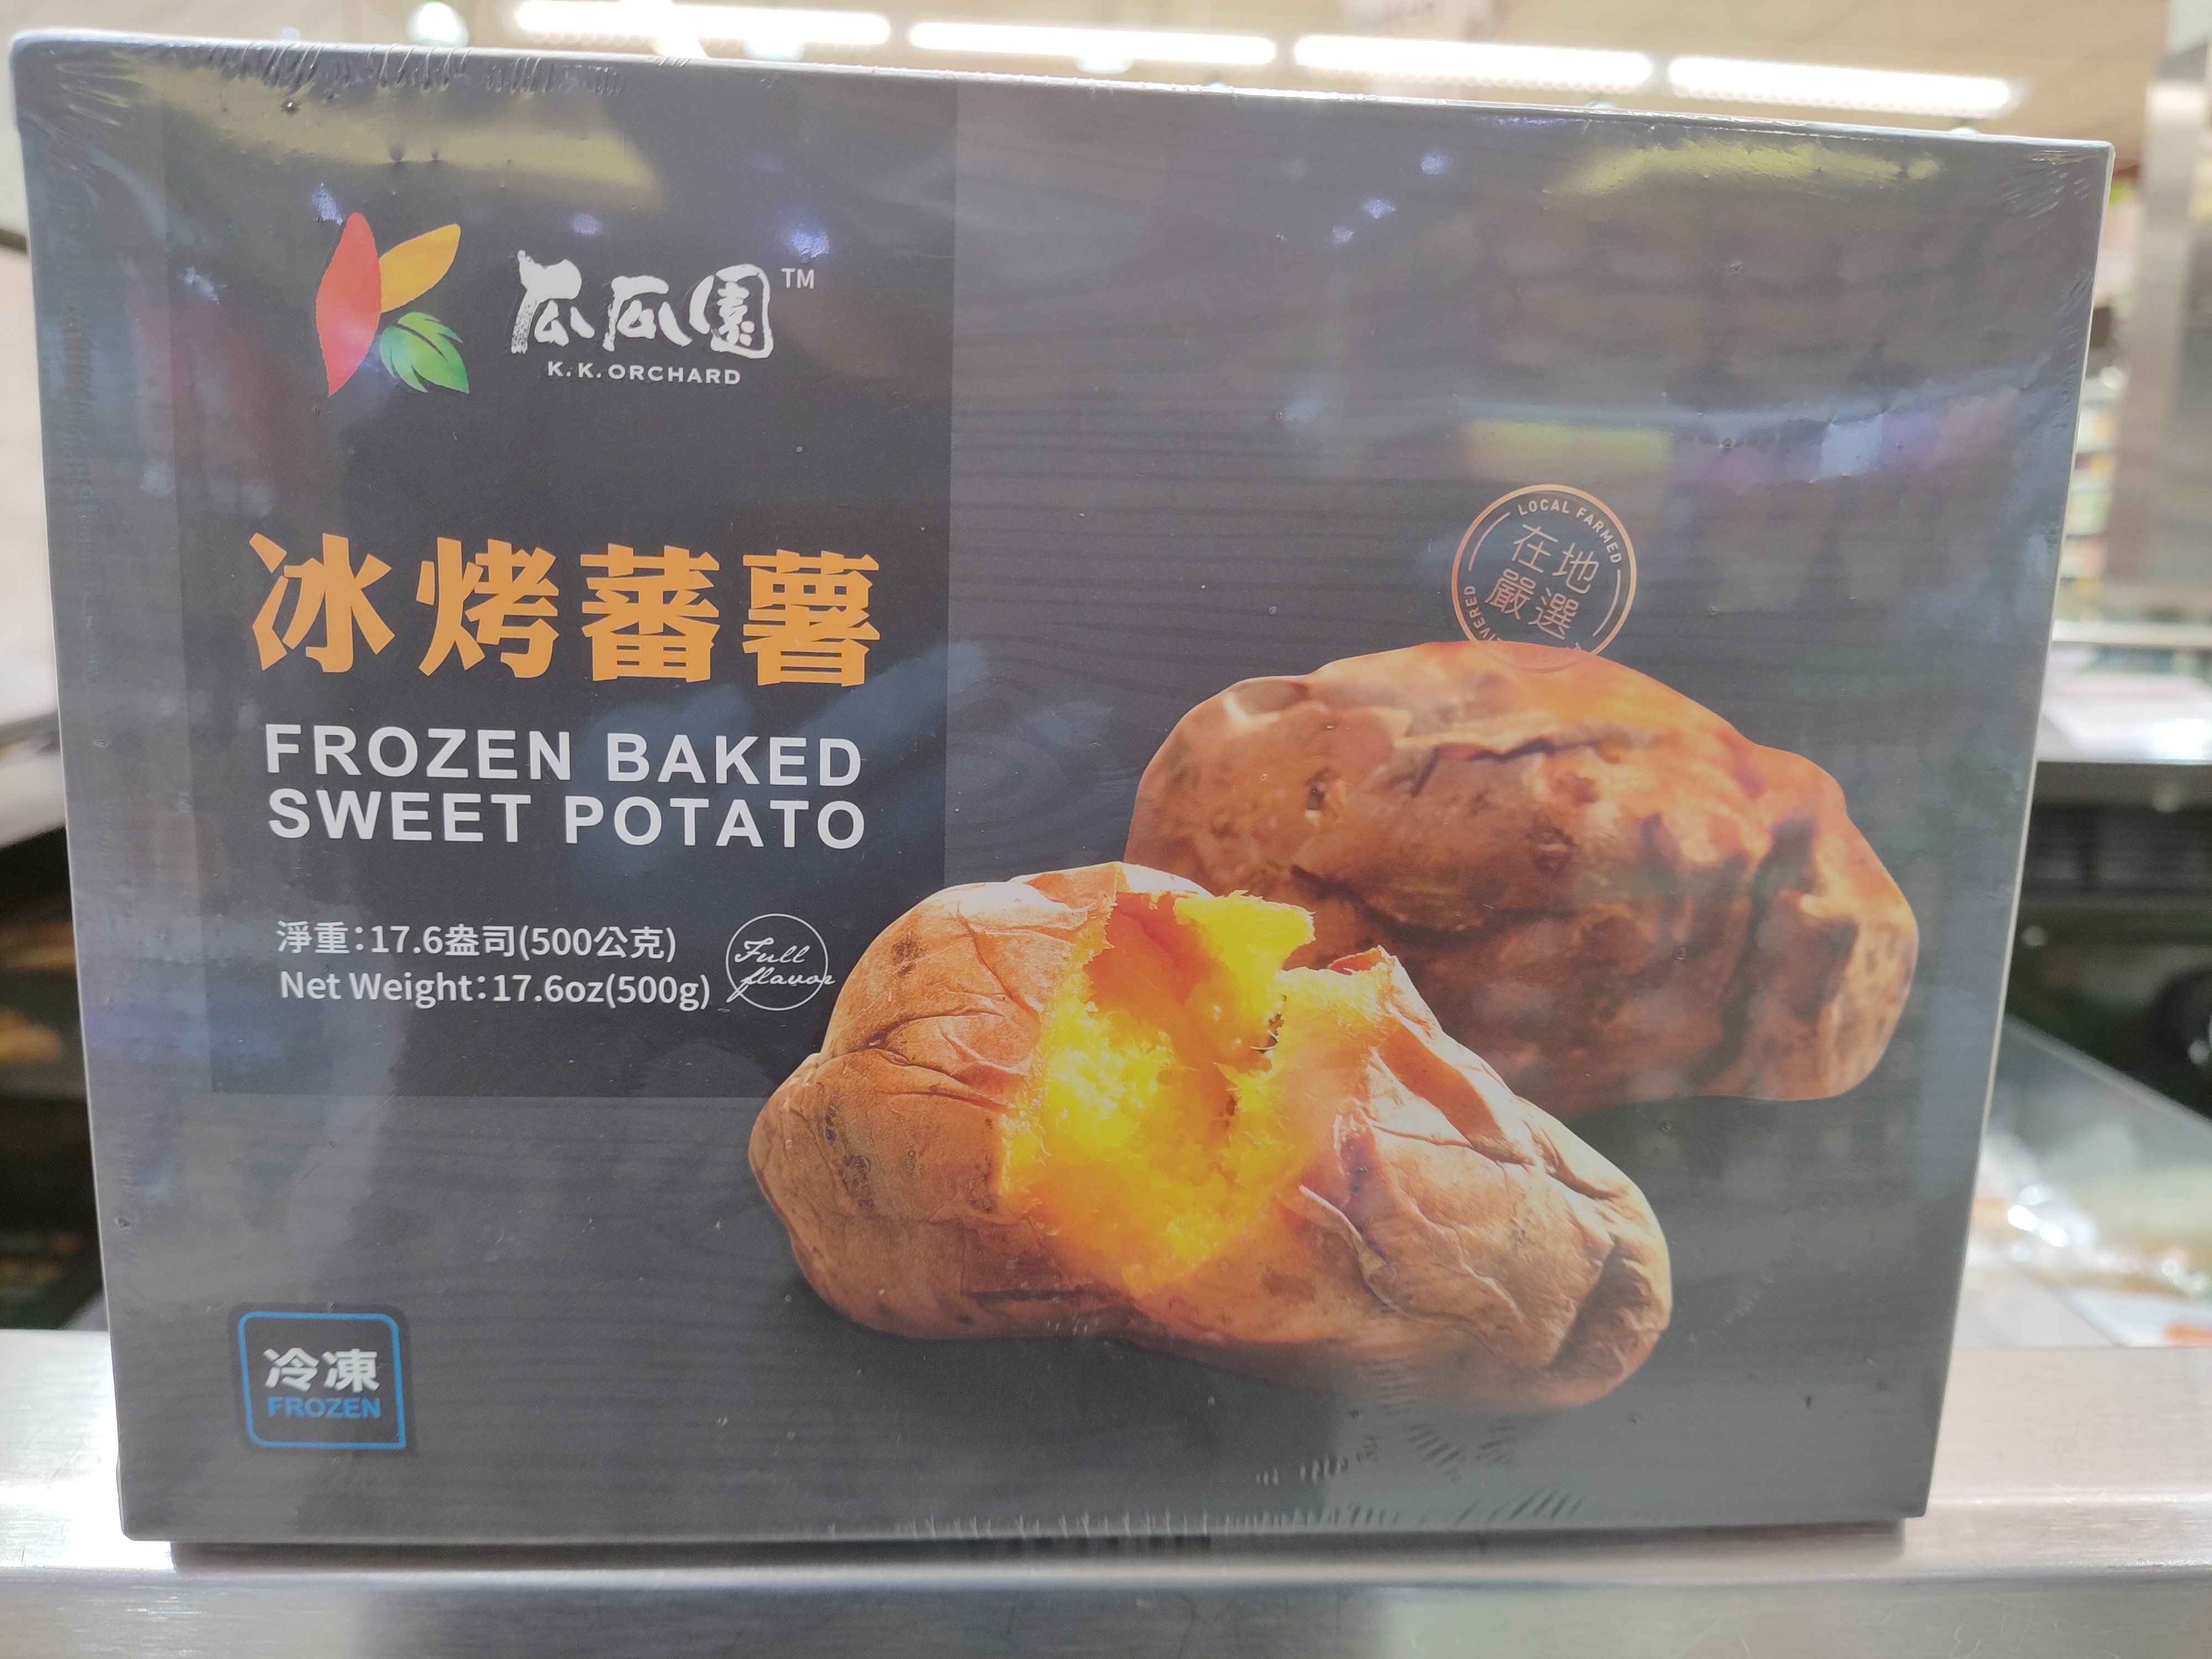 瓜瓜園™
K.K.ORCHARD
冰烤蕃薯
FROZEN BAKED
SWEET POTATO
淨重:17.6盎司(500公克)
Net Weight:17.6oz(500g)
Full
flavor
LOCAL FARMED
在地
嚴選
冷凍
FROZEN